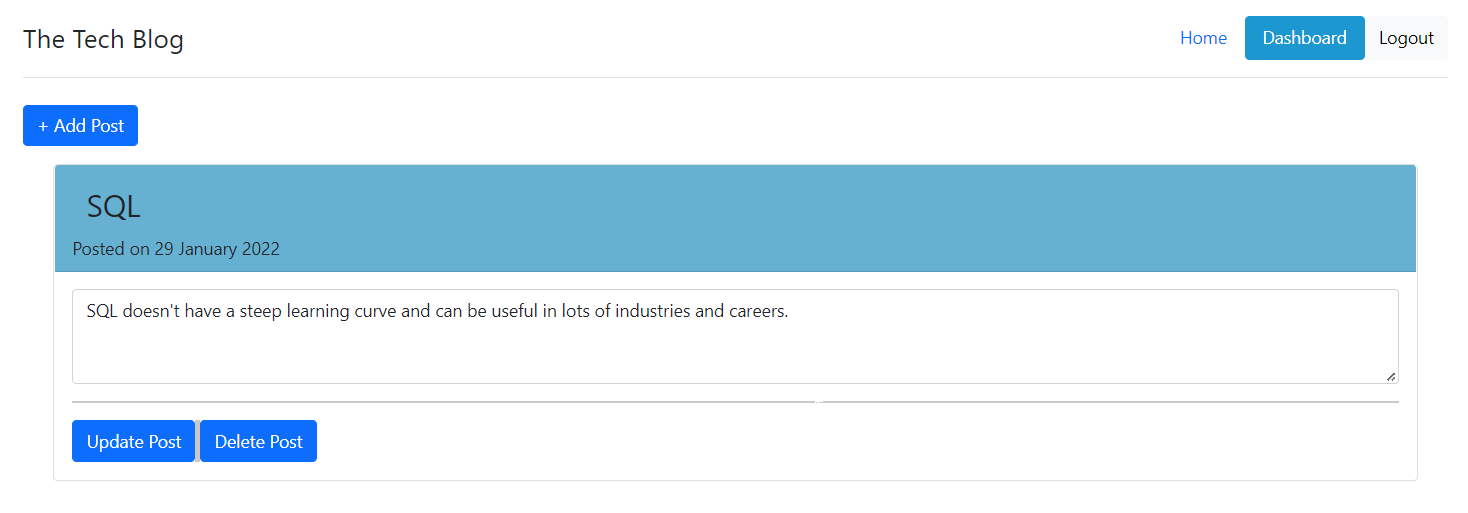 The Tech Blog
Home Dashboard Logout
+ Add Post
SQL
Posted on 29 January 2022
SQL doesn't have a steep learning curve and can be useful in lots of industries and careers.
Update Post Delete Post